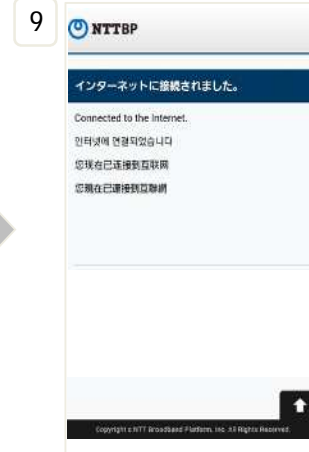 9
NTTBP
インターネットに接続されました。
Connected to the Internet.
인터넷에 연결되었습니다
您现在已连接到互联网
您現在已連接到互聯網
Copyright © NTT Broadband Platform, Inc. All Rights Reserved.